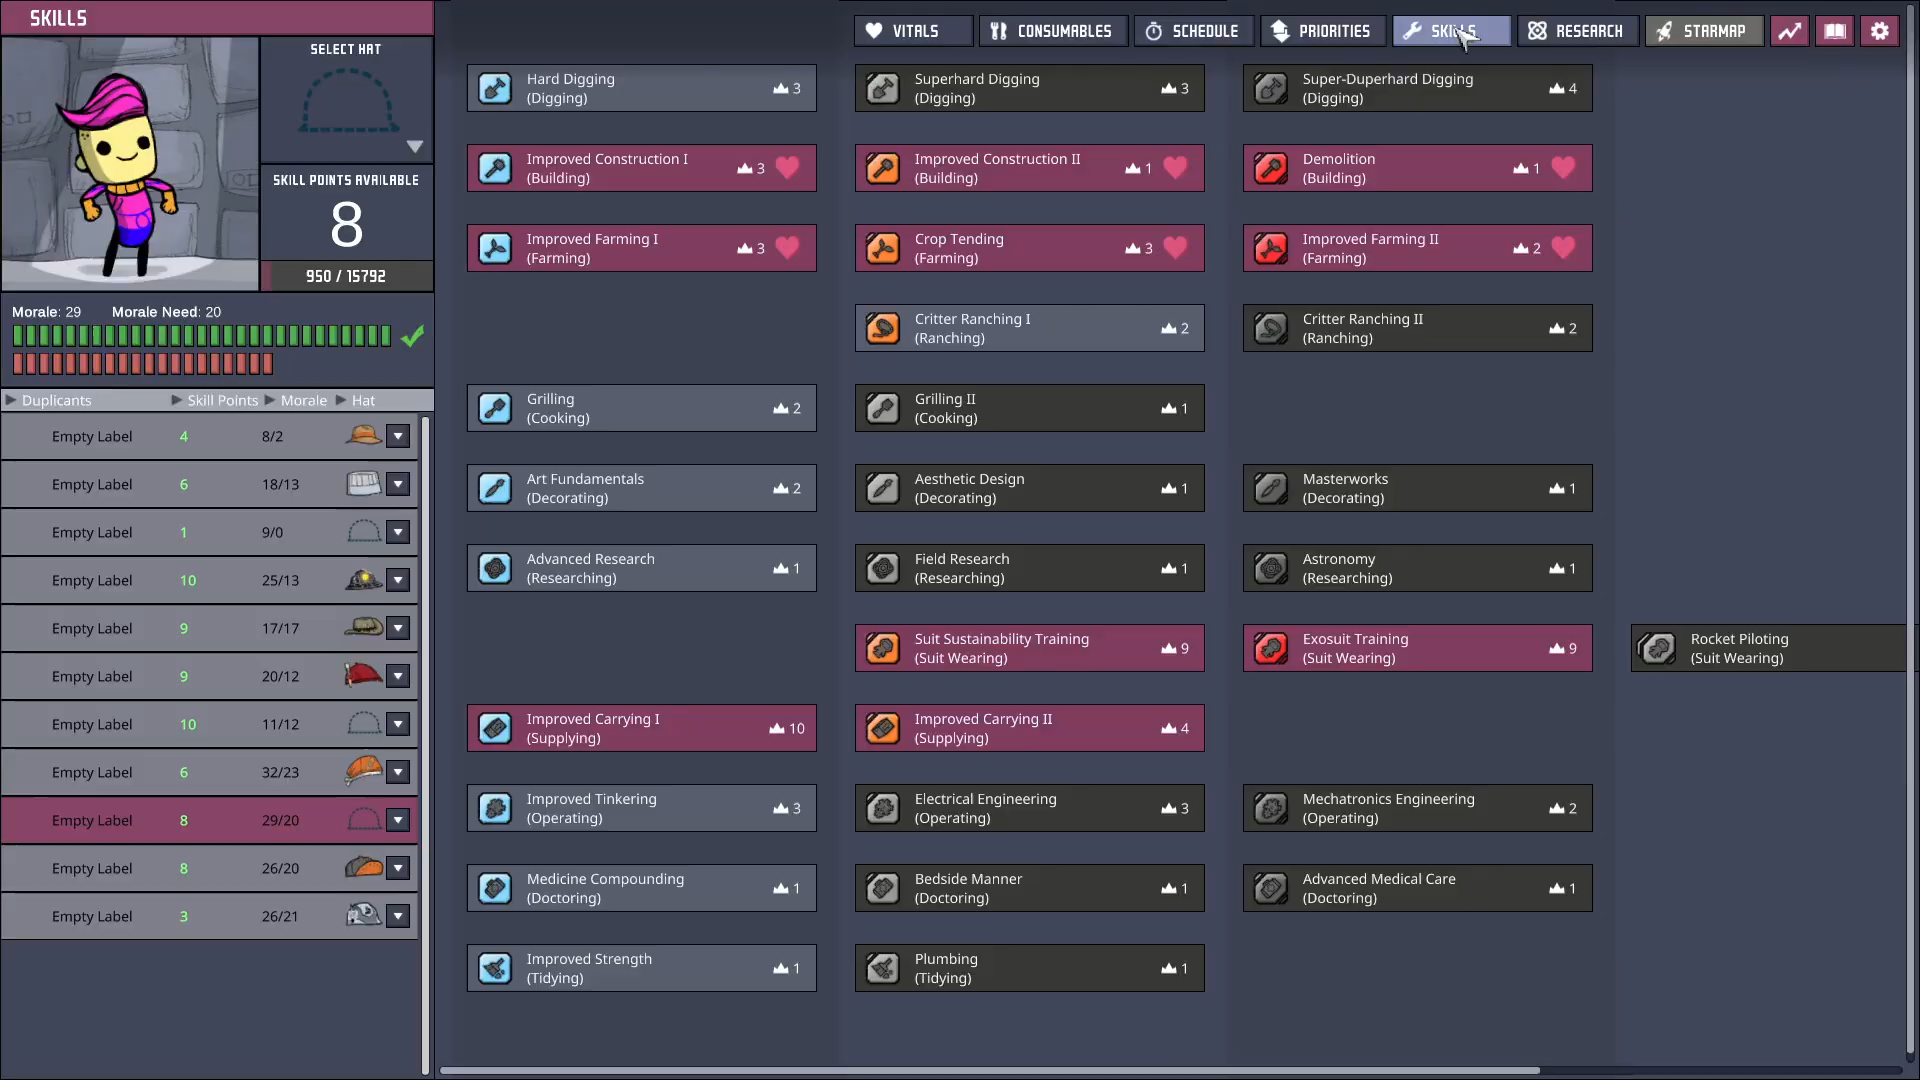 SKILLS
VITALS
CONSUMABLES
SCHEDULE
PRIORITIES
SKILLS
RESEARCH
STARMAP
SELECT HAT
SKILL POINTS AVAILABLE
8
950 / 15792
Morale: 29 Morale Need: 20
Duplicants Skill Points Morale Hat
Empty Label 4 8/2
Empty Label 6 18/13
Empty Label 1 9/0
Empty Label 10 25/13
Empty Label 9 17/17
Empty Label 9 20/12
Empty Label 10 11/12
Empty Label 6 32/23
Empty Label 8 29/20
Empty Label 8 26/20
Empty Label 3 26/21
Hard Digging
(Digging)
3
Superhard Digging
(Digging)
3
Super-Duperhard Digging
(Digging)
4
Improved Construction I
(Building)
3
Improved Construction II
(Building)
1
Demolition
(Building)
1
Improved Farming I
(Farming)
3
Crop Tending
(Farming)
3
Improved Farming II
(Farming)
2
Critter Ranching I
(Ranching)
2
Critter Ranching II
(Ranching)
2
Grilling
(Cooking)
2
Grilling II
(Cooking)
1
Art Fundamentals
(Decorating)
2
Aesthetic Design
(Decorating)
1
Masterworks
(Decorating)
1
Advanced Research
(Researching)
1
Field Research
(Researching)
1
Astronomy
(Researching)
1
Suit Sustainability Training
(Suit Wearing)
9
Exosuit Training
(Suit Wearing)
9
Rocket Piloting
(Suit Wearing)
Improved Carrying I
(Supplying)
10
Improved Carrying II
(Supplying)
4
Improved Tinkering
(Operating)
3
Electrical Engineering
(Operating)
3
Mechatronics Engineering
(Operating)
2
Medicine Compounding
(Doctoring)
1
Bedside Manner
(Doctoring)
1
Advanced Medical Care
(Doctoring)
1
Improved Strength
(Tidying)
1
Plumbing
(Tidying)
1